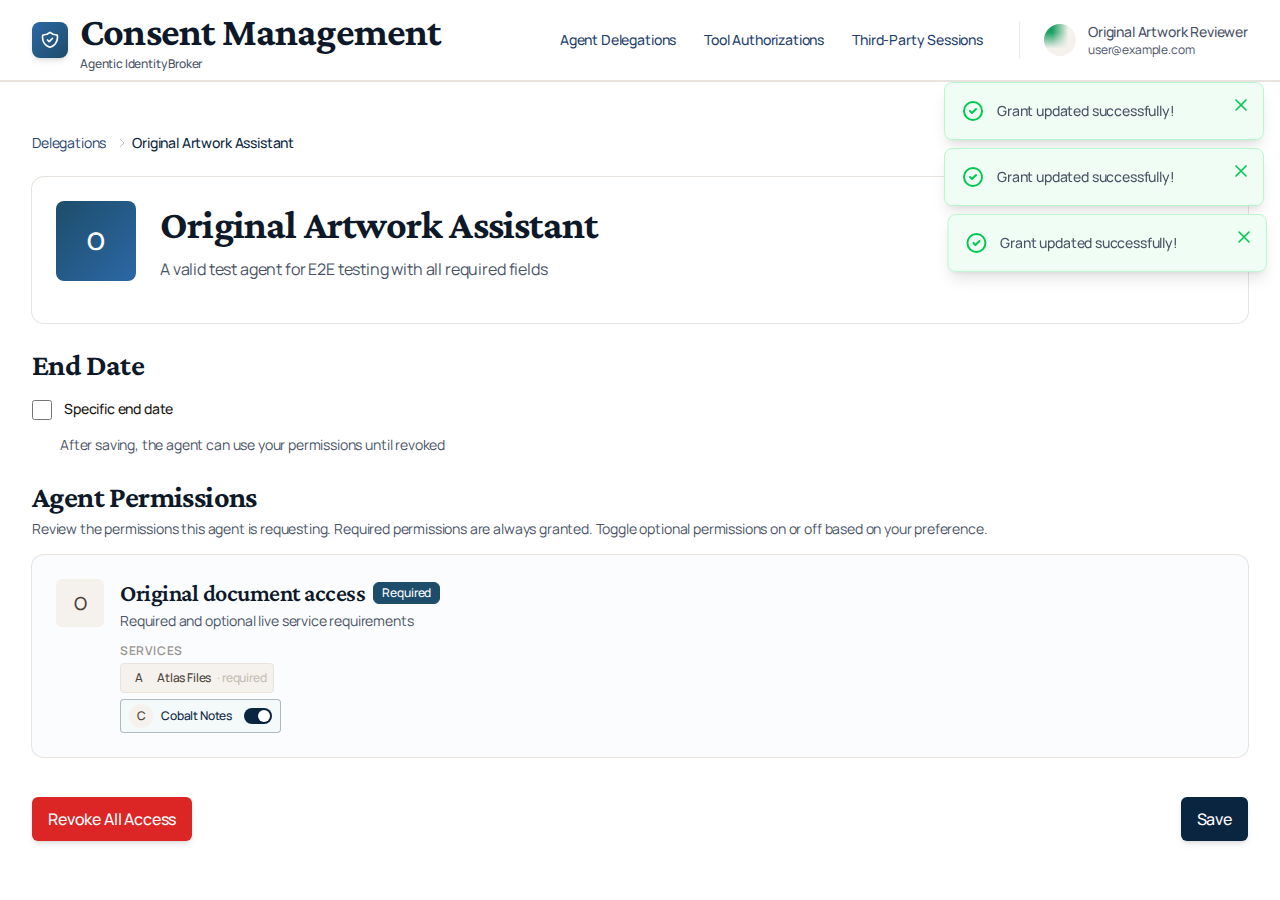 Consent Management
Agentic IdentityBroker
Agent Delegations
Tool Authorizations
Third-Party Sessions
Original Artwork Reviewer
user@example.com
Grant updated successfully!
Grant updated successfully!
Grant updated successfully!
Delegations
Original Artwork Assistant
O
Original Artwork Assistant
A valid test agent for E2E testing with all required fields
End Date
Specific end date
After saving, the agent can use your permissions until revoked
Agent Permissions
Review the permissions this agent is requesting. Required permissions are always granted. Toggle optional permissions on or off based on your preference.
O
Original document access
Required
Required and optional live service requirements
SERVICES
A Atlas Files · required
C Cobalt Notes
Revoke All Access
Save